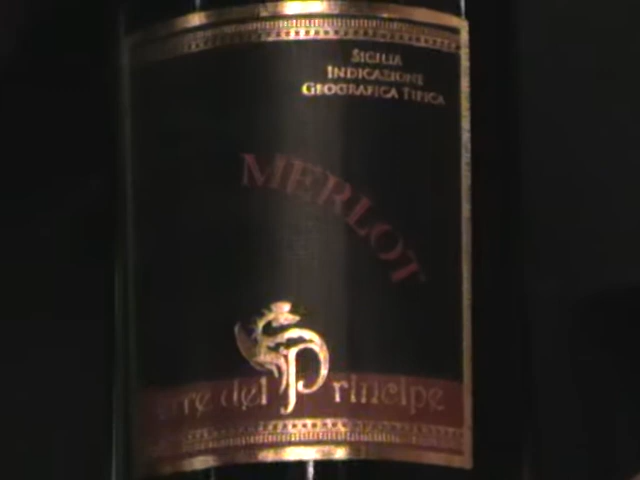 SICILIA
INDICAZIONE
GEOGRAFICA TIPICA
MERLOT
erre del Principe